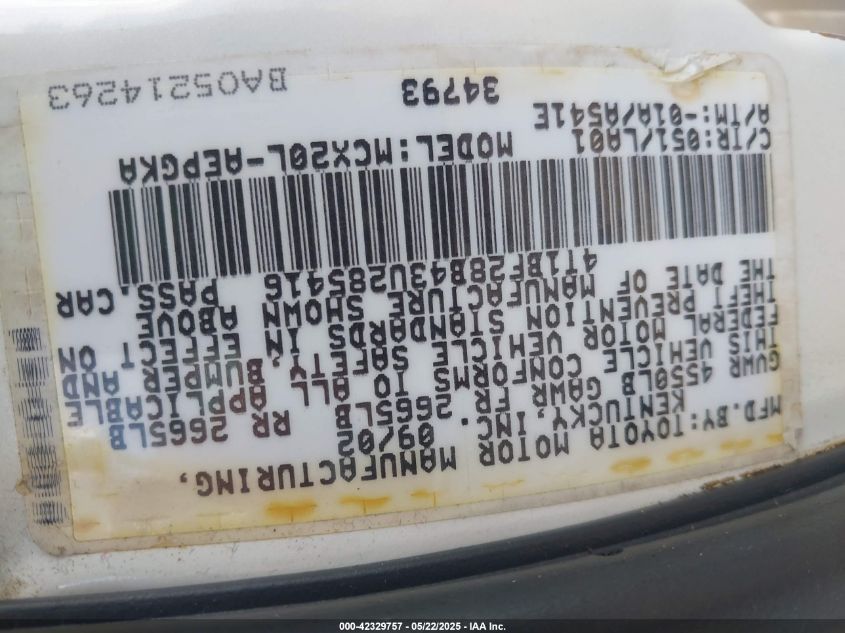 MFD.BY:TOYOTA MOTOR MANUFACTURING,
KENTUCKY,INC. 09/02
GVWR 4550LB GAWR FR 2665LB RR 2665LB
THIS VEHICLE CONFORMS TO ALL APPLICABLE
FEDERAL MOTOR VEHICLE SAFETY, BUMPER AND
THEFT PREVENTION STANDARDS IN EFFECT ON
THE DATE OF MANUFACTURE SHOWN ABOVE.
4T1BF28B43U285416 PASS. CAR
C/TR:051/LA01 MODEL:MCX20L-AEPGKA
A/TM:-01A/A541E
34793 BA05214263
000-42329757 - 05/22/2025 - IAA Inc.